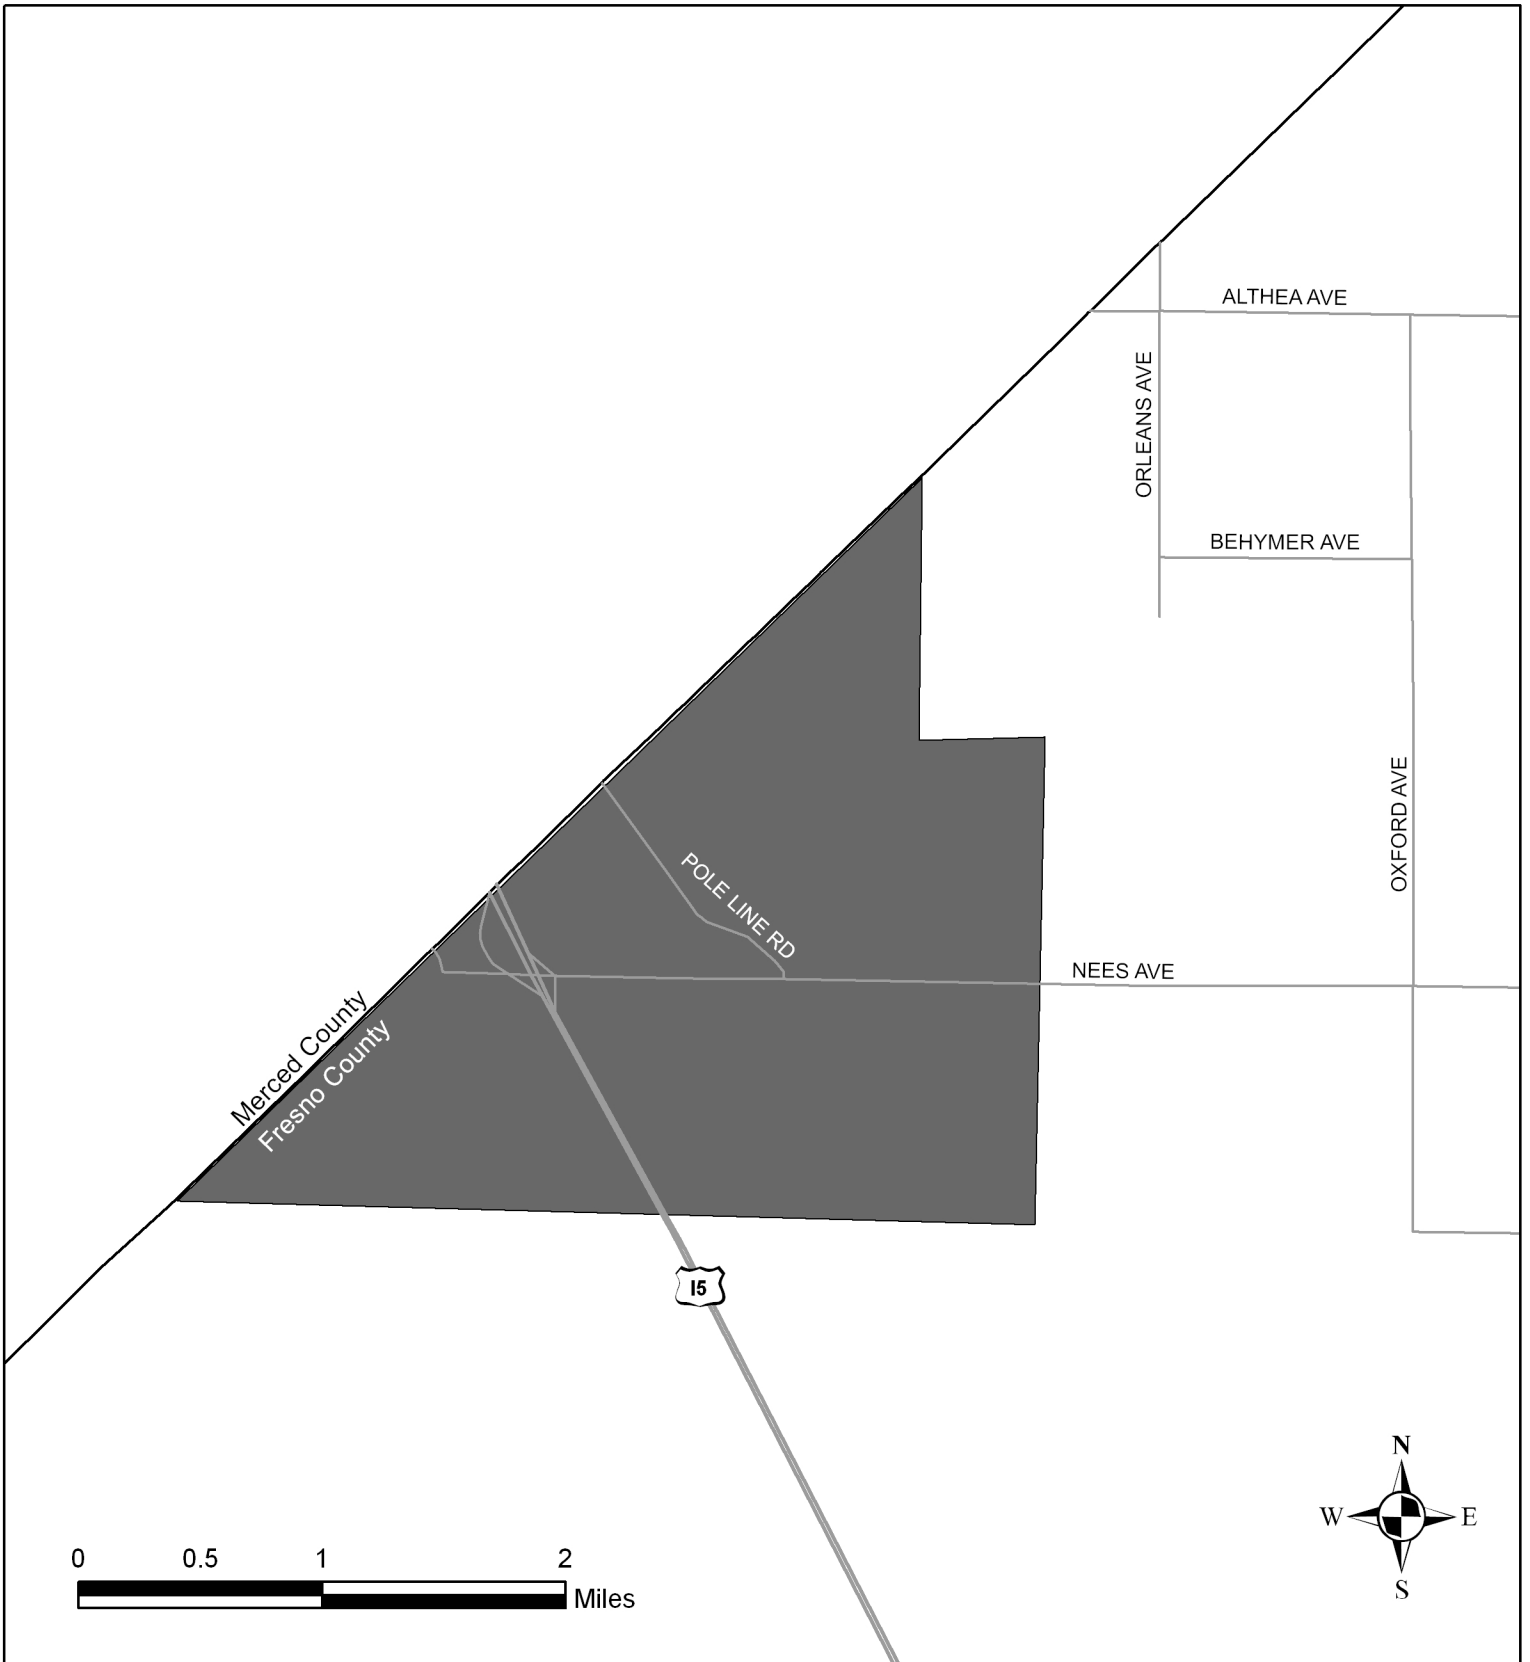 ALTHEA AVE
ORLEANS AVE
BEHYMER AVE
OXFORD AVE
POLE LINE RD
NEES AVE
Merced County
Fresno County
I5
N
W E
S
0 0.5 1 2
Miles